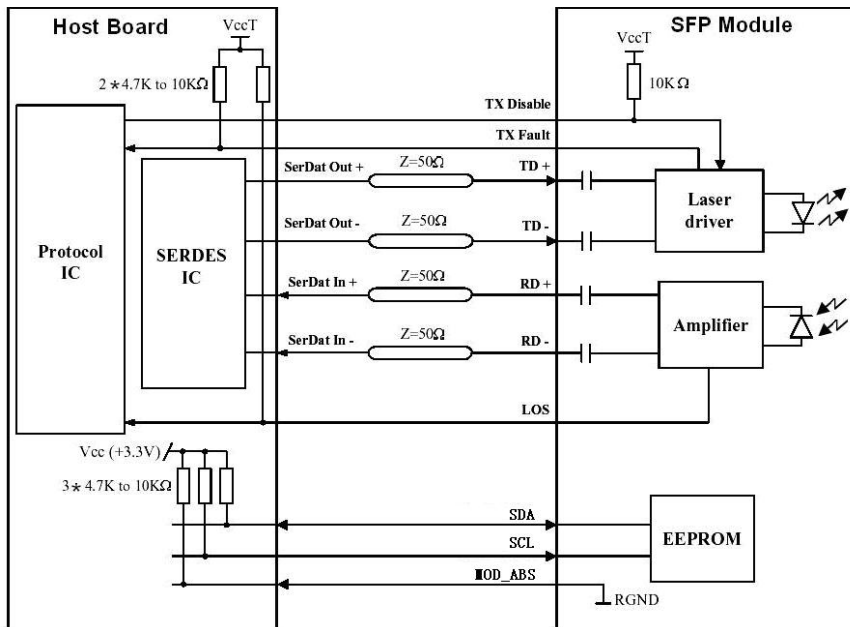 Host Board
SFP Module
VccT
VccT
2*4.7K to 10KΩ
10KΩ
TX Disable
TX Fault
SerDat Out +
Z=50Ω
TD +
SerDat Out -
Z=50Ω
TD -
Laser
driver
Protocol
IC
SERDES
IC
SerDat In +
Z=50Ω
RD +
SerDat In -
Z=50Ω
RD -
Amplifier
LOS
Vcc (+3.3V)
3* 4.7K to 10KΩ
SDA
SCL
MOD_ABS
EEPROM
RGND